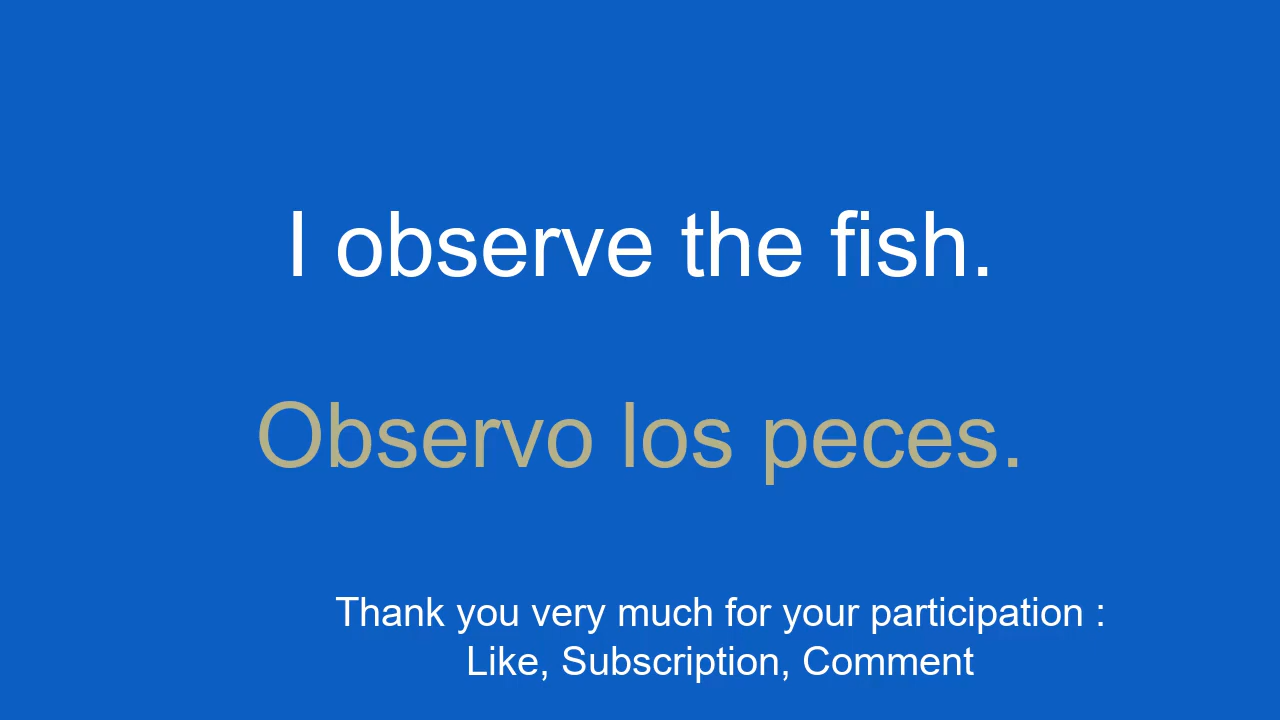 I observe the fish.
Observo los peces.
Thank you very much for your participation :
Like, Subscription, Comment